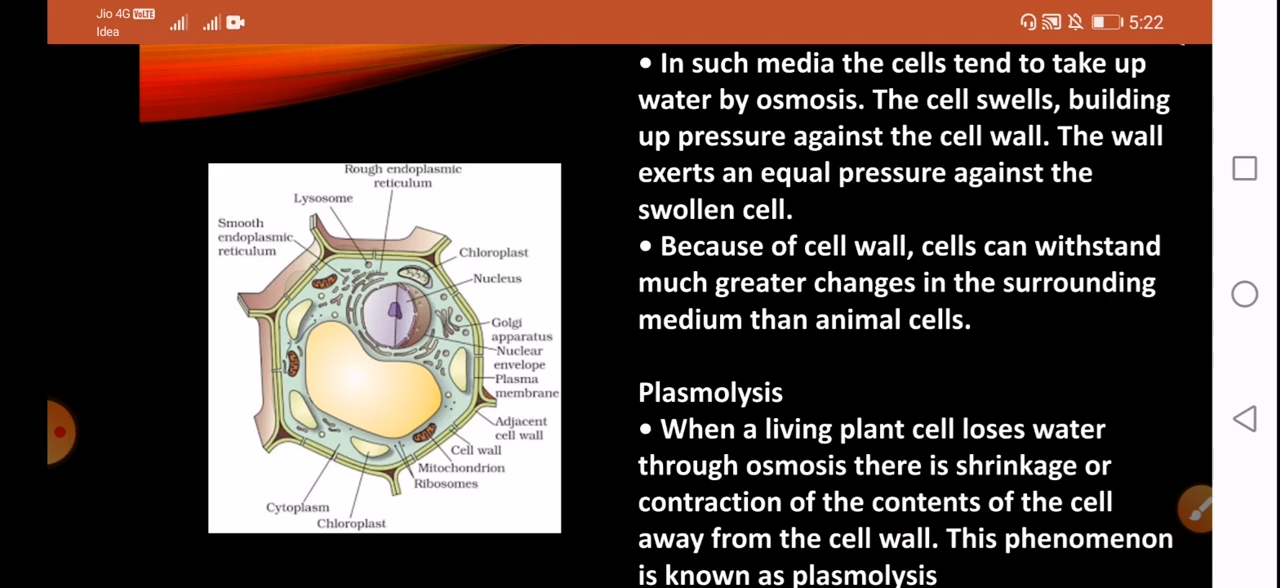 Jio 4G VoLTE
Idea
5:22
• In such media the cells tend to take up
water by osmosis. The cell swells, building
up pressure against the cell wall. The wall
exerts an equal pressure against the
swollen cell.
• Because of cell wall, cells can withstand
much greater changes in the surrounding
medium than animal cells.
Plasmolysis
• When a living plant cell loses water
through osmosis there is shrinkage or
contraction of the contents of the cell
away from the cell wall. This phenomenon
is known as plasmolysis
Rough endoplasmic
reticulum
Lysosome
Smooth
endoplasmic
reticulum
Chloroplast
Nucleus
Golgi
apparatus
Nuclear
envelope
Plasma
membrane
Adjacent
cell wall
Cell wall
Mitochondrion
Ribosomes
Cytoplasm
Chloroplast